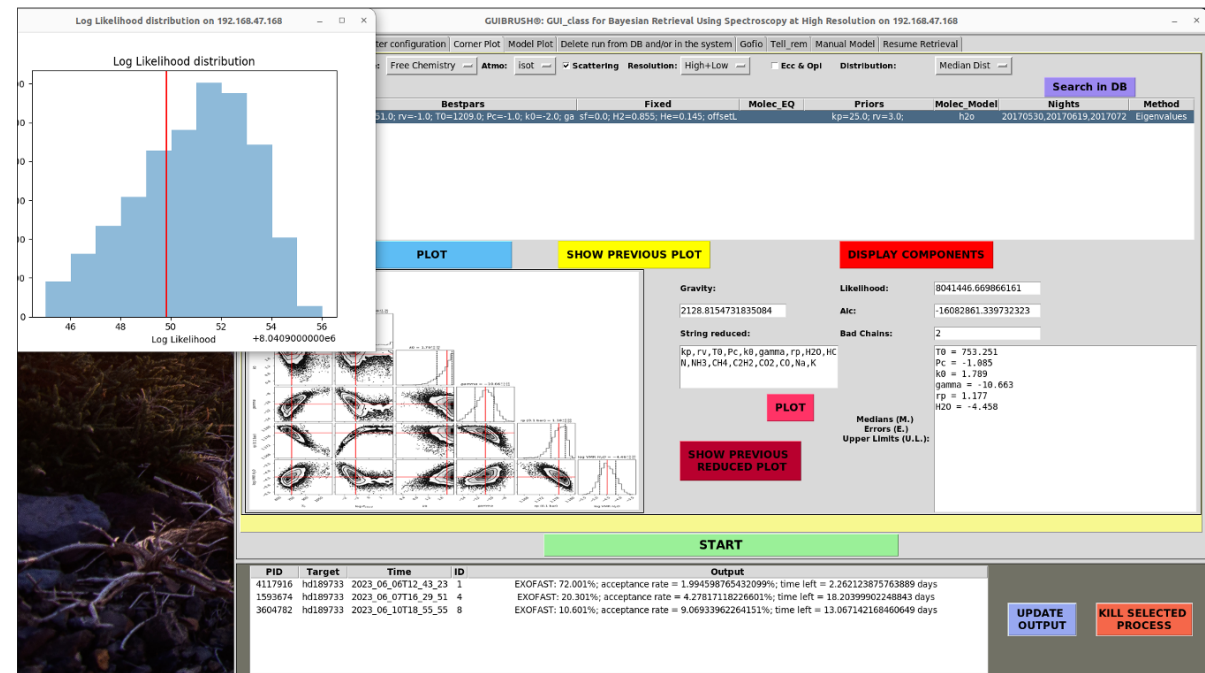 Log Likelihood distribution on 192.168.47.168
GUIBRUSH®: GUI_class for Bayesian Retrieval Using Spectroscopy at High Resolution on 192.168.47.168
ter configuration Corner Plot Model Plot Delete run from DB and/or in the system Gofio Tell_rem Manual Model Resume Retrieval
Free Chemistry Atmo: isot Scattering Resolution: High+Low Ecc & Opi Distribution: Median Dist
Search in DB
Bestpars Fixed Molec_EQ Priors Molec_Model Nights Method
51.0; rv=-1.0; T0=1209.0; Pc=-1.0; k0=-2.0; ga sf=0.0; H2=0.855; He=0.145; offsetL kp=25.0; rv=3.0; h2o 20170530,20170619,2017072 Eigenvalues
Log Likelihood distribution
46 48 50 52 54 56
Log Likelihood +8.0409000000e6
PLOT SHOW PREVIOUS PLOT DISPLAY COMPONENTS
Gravity: Likelihood: 8041446.669866161
2128.8154731835084 Aic: -16082861.339732323
String reduced: Bad Chains: 2
kp,rv,T0,Pc,k0,gamma,rp,H2O,HC
N,NH3,CH4,C2H2,CO2,CO,Na,K
PLOT
SHOW PREVIOUS
REDUCED PLOT
Medians (M.)
Errors (E.)
Upper Limits (U.L.):
T0 = 753.251
Pc = -1.085
k0 = 1.789
gamma = -10.663
rp = 1.177
H2O = -4.458
START
PID Target Time ID Output
4117916 hd189733 2023_06_06T12_43_23 1 EXOFAST: 72.001%; acceptance rate = 1.994598765432099%; time left = 2.262123875763889 days
1593674 hd189733 2023_06_07T16_29_51 4 EXOFAST: 20.301%; acceptance rate = 4.27817118226601%; time left = 18.20399902248843 days
3604782 hd189733 2023_06_10T18_55_55 8 EXOFAST: 10.601%; acceptance rate = 9.06933962264151%; time left = 13.067142168460649 days
UPDATE
OUTPUT
KILL SELECTED
PROCESS